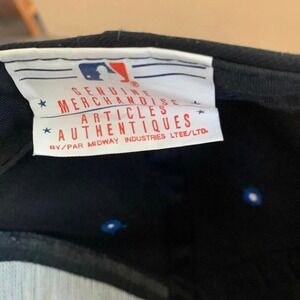 GENUINE
MERCHANDISE
ARTICLES
AUTHENTIQUES
BY/PAR MIDWAY INDUSTRIES LTEE/LTD.